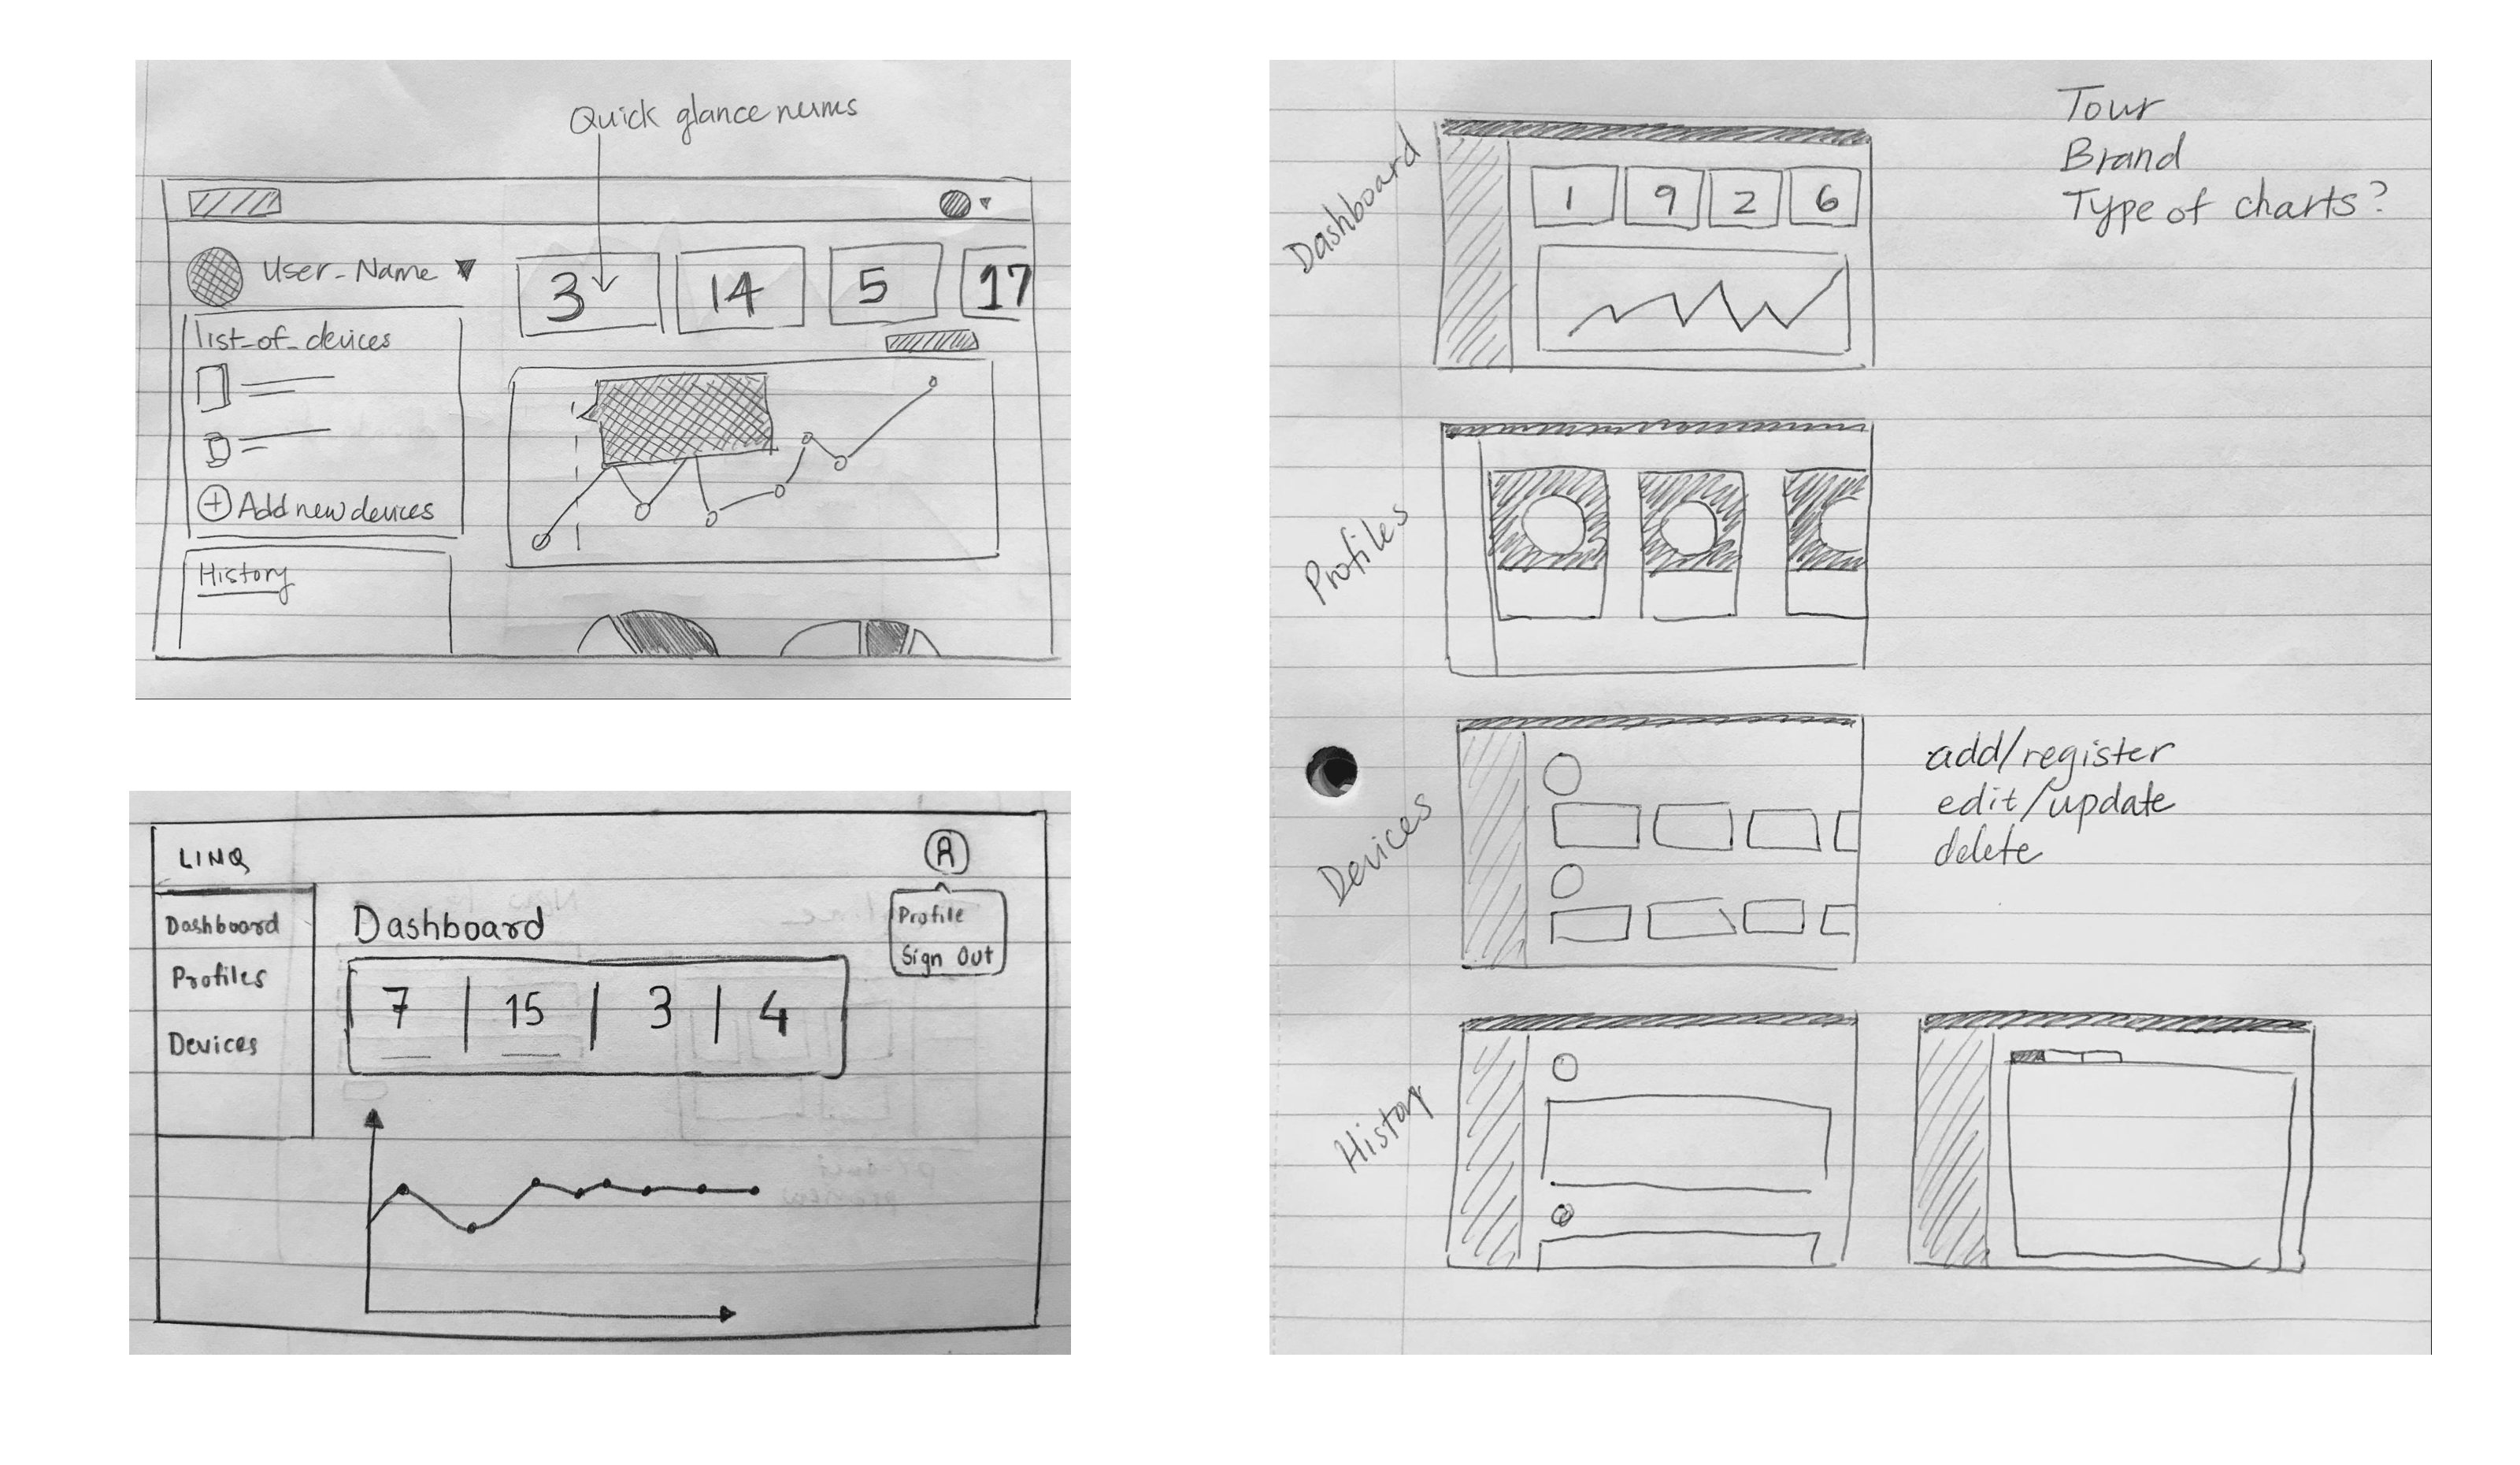 Quick glance nums
User_Name
3 14 5 17
list_of_devices
+ Add new devices
History
LINQ
A
Profile
Sign Out
Dashboard
Profiles
Devices
Dashboard
7 | 15 | 3 | 4
Tour
Brand
Type of charts?
Dashboard
1 9 2 6
Profiles
Devices
add/register
edit/update
delete
History